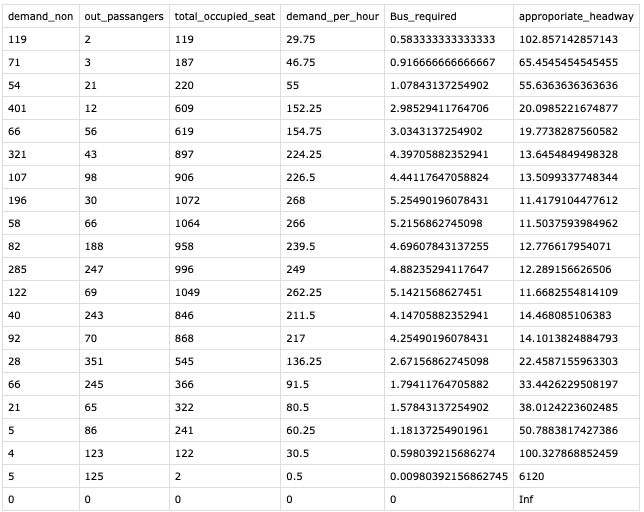 demand_non out_passangers total_occupied_seat demand_per_hour Bus_required approporiate_headway
119 2 119 29.75 0.583333333333333 102.857142857143
71 3 187 46.75 0.916666666666667 65.4545454545455
54 21 220 55 1.07843137254902 55.6363636363636
401 12 609 152.25 2.98529411764706 20.0985221674877
66 56 619 154.75 3.0343137254902 19.7738287560582
321 43 897 224.25 4.39705882352941 13.6454849498328
107 98 906 226.5 4.44117647058824 13.5099337748344
196 30 1072 268 5.25490196078431 11.4179104477612
58 66 1064 266 5.2156862745098 11.5037593984962
82 188 958 239.5 4.69607843137255 12.776617954071
285 247 996 249 4.88235294117647 12.289156626506
122 69 1049 262.25 5.1421568627451 11.6682554814109
40 243 846 211.5 4.14705882352941 14.468085106383
92 70 868 217 4.25490196078431 14.1013824884793
28 351 545 136.25 2.67156862745098 22.4587155963303
66 245 366 91.5 1.79411764705882 33.4426229508197
21 65 322 80.5 1.57843137254902 38.0124223602485
5 86 241 60.25 1.18137254901961 50.7883817427386
4 123 122 30.5 0.598039215686274 100.327868852459
5 125 2 0.5 0.00980392156862745 6120
0 0 0 0 0 Inf